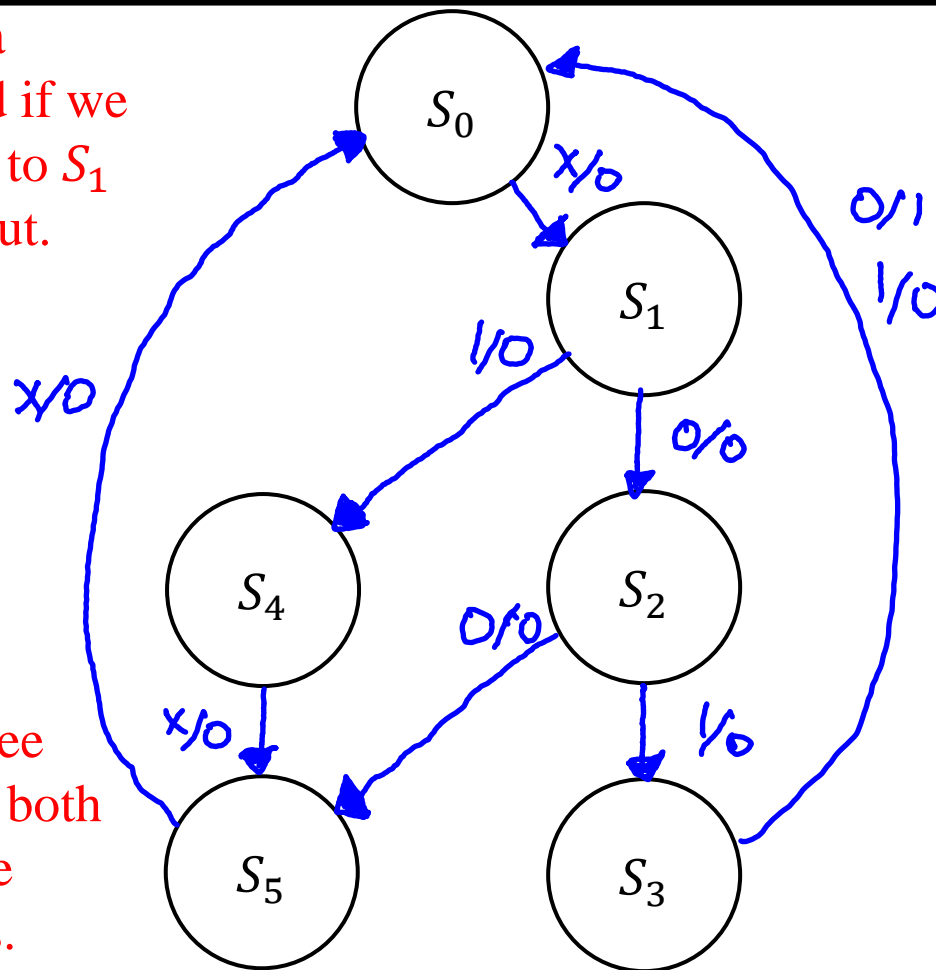 if we
to S₁
ut.
S₀
X/0
0/1
1/0
S₁
1/0
X/0
0/0
S₄
S₂
0/0
X/0
1/0
ee
both
e
S₅
S₃